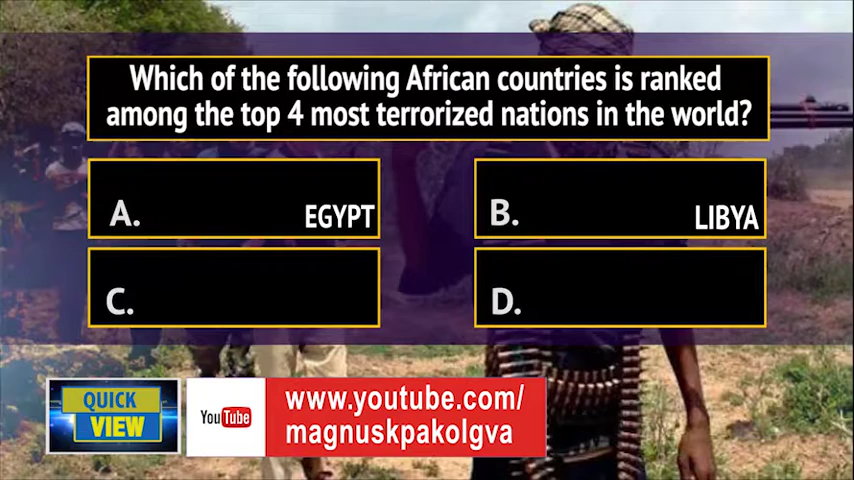 Which of the following African countries is ranked
among the top 4 most terrorized nations in the world?
A. EGYPT
B. LIBYA
C.
D.
QUICK
VIEW
YouTube
www.youtube.com/
magnuskpakolgva